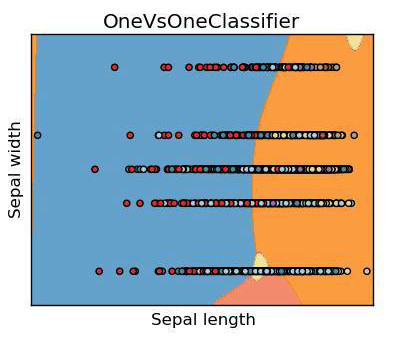 OneVsOneClassifier
Sepal width
Sepal length